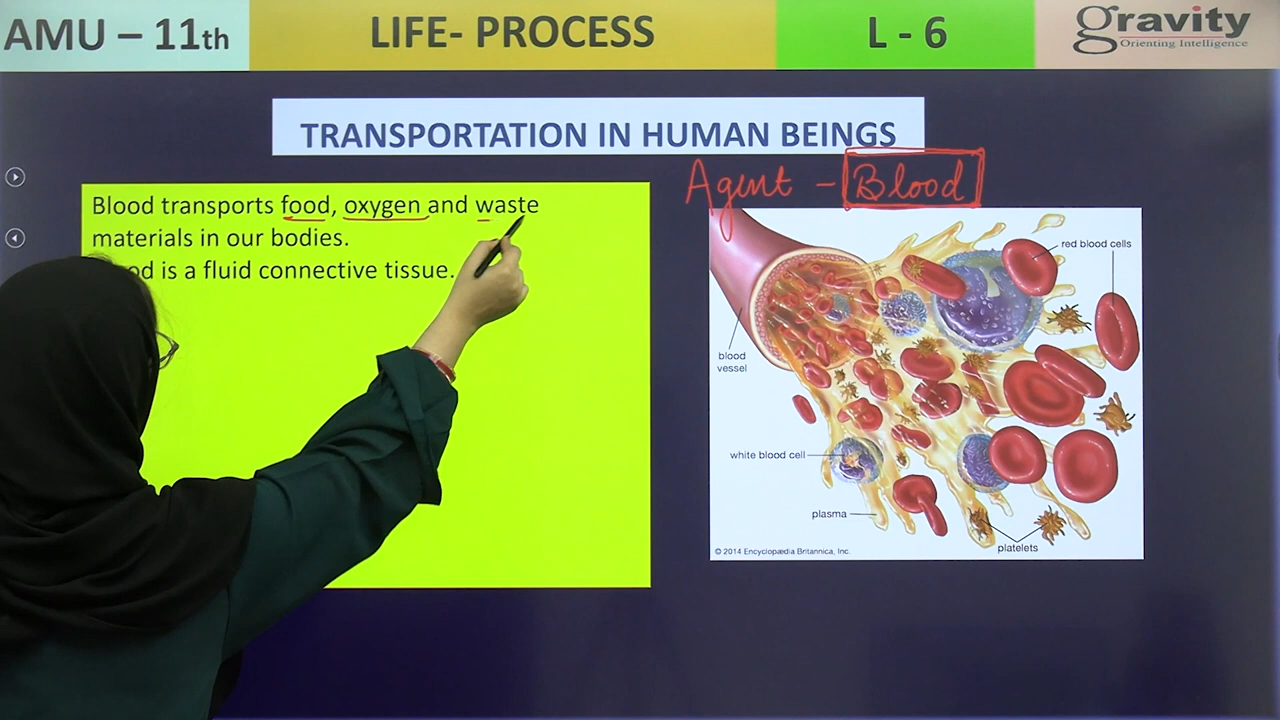 AMU – 11th
LIFE- PROCESS
L - 6
gravity
Orienting Intelligence
TRANSPORTATION IN HUMAN BEINGS
Agent – Blood
Blood transports food, oxygen and waste
materials in our bodies.
is a fluid connective tissue.
red blood cells
blood
vessel
white blood cell
plasma
platelets
© 2014 Encyclopædia Britannica, Inc.